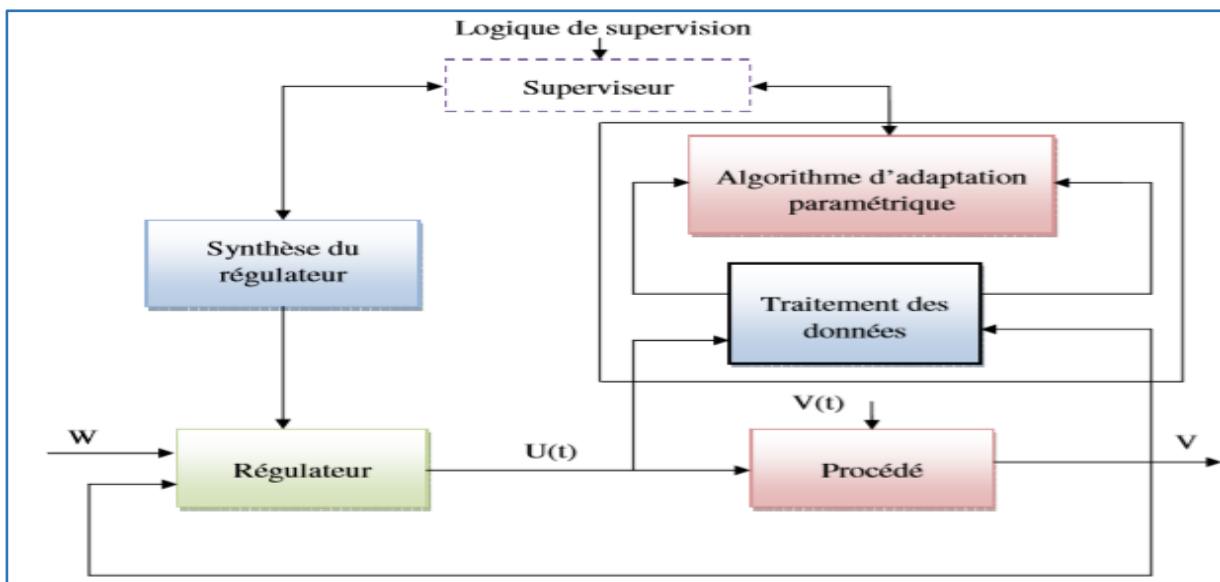 Logique de supervision
Superviseur
Algorithme d’adaptation
paramétrique
Synthèse du
régulateur
Traitement des
données
V(t)
W
U(t)
V
Régulateur
Procédé